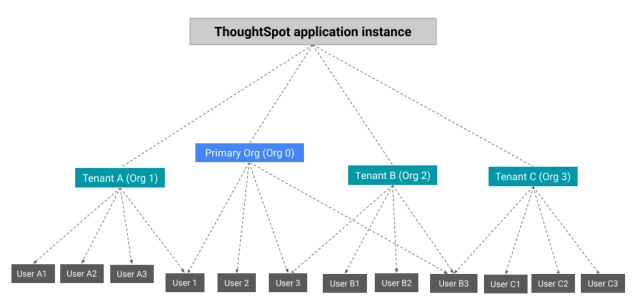 ThoughtSpot application instance
Primary Org (Org 0)
Tenant A (Org 1)
Tenant B (Org 2)
Tenant C (Org 3)
User A1
User A2
User A3
User 1
User 2
User 3
User B1
User B2
User B3
User C1
User C2
User C3